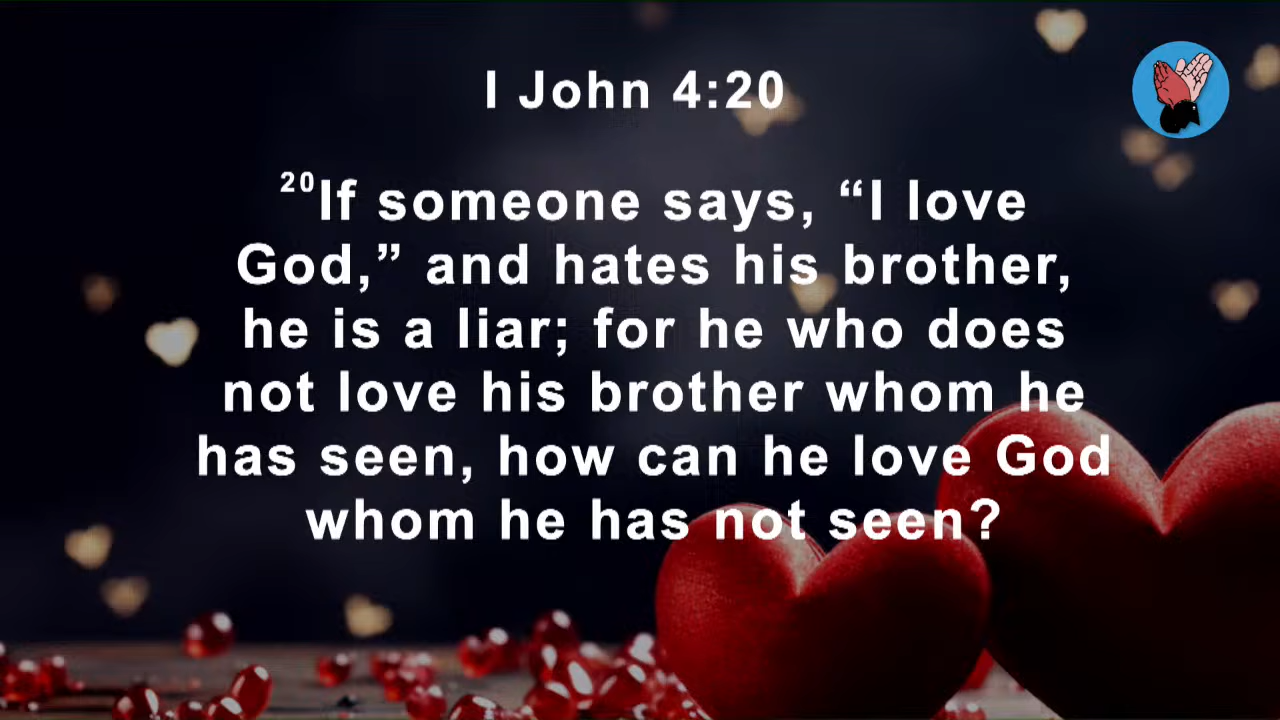 I John 4:20
²⁰If someone says, “I love
God,” and hates his brother,
he is a liar; for he who does
not love his brother whom he
has seen, how can he love God
whom he has not seen?